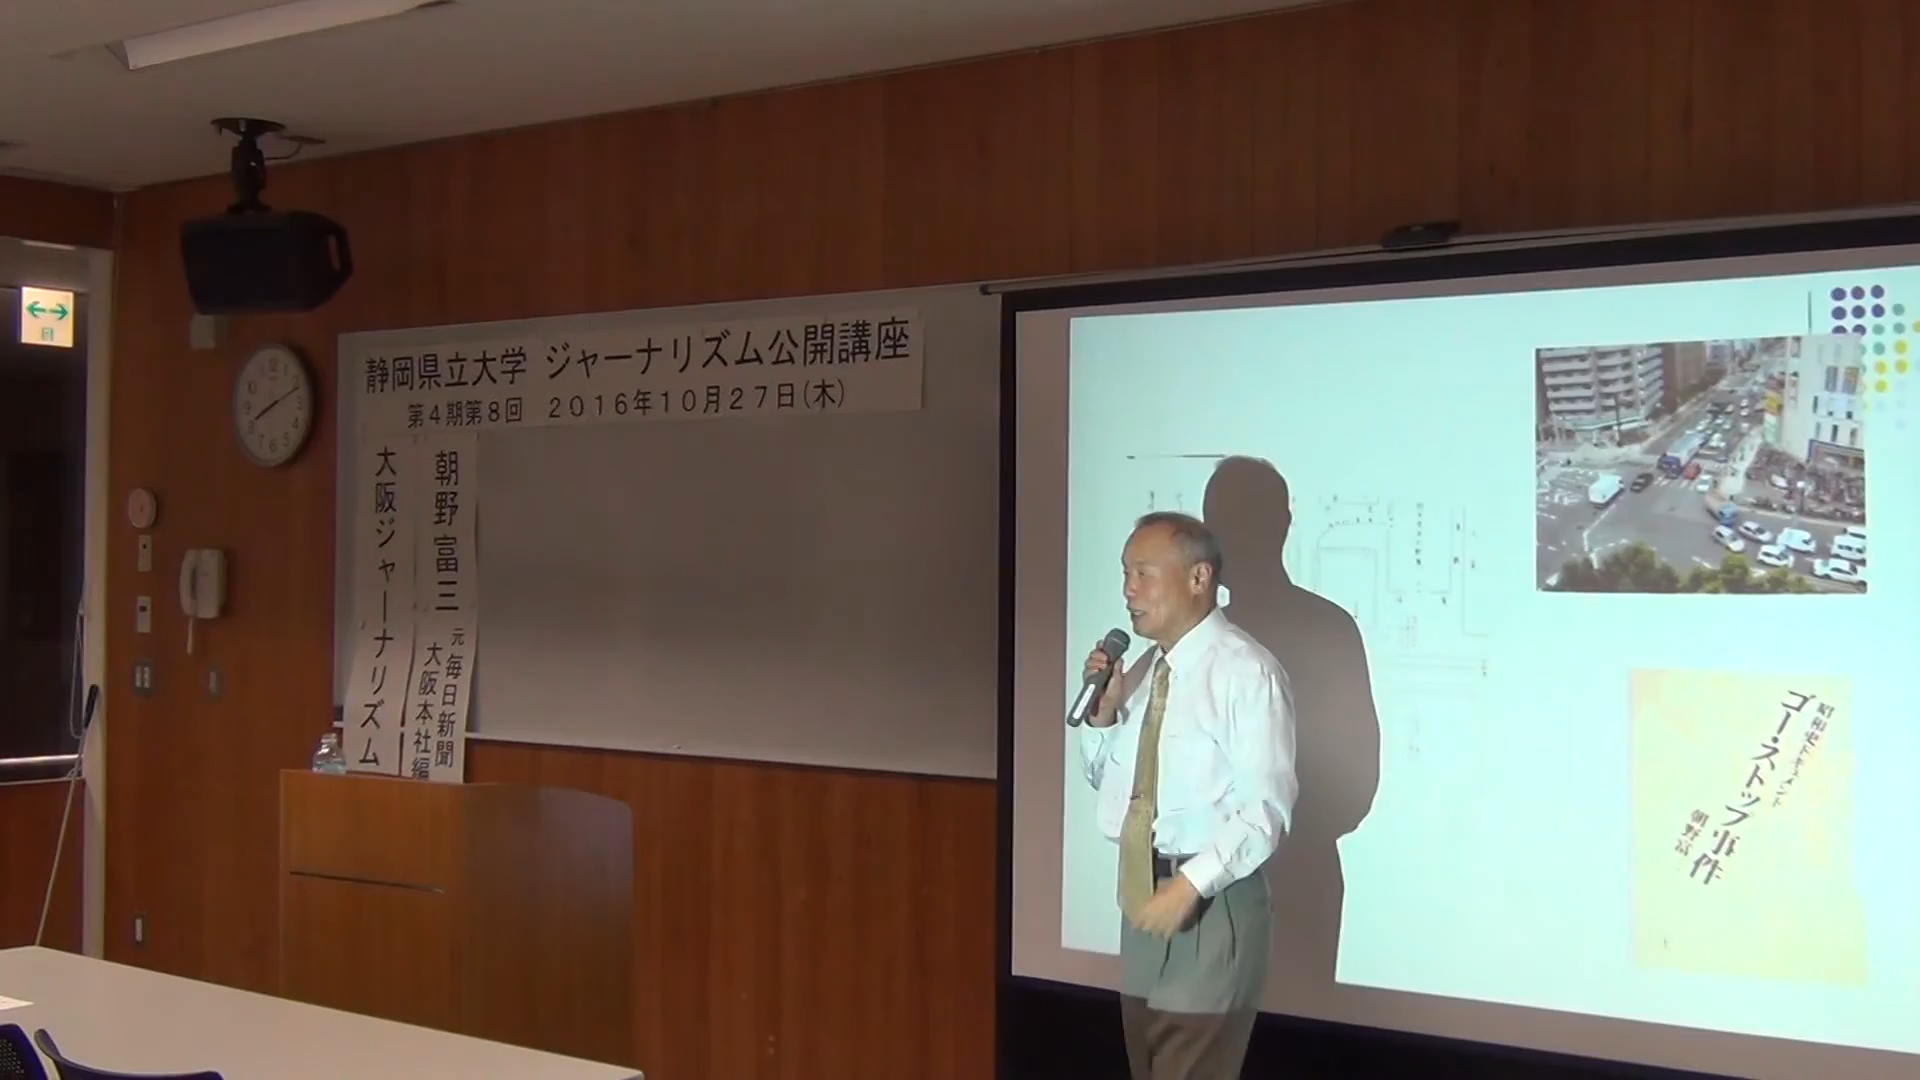 静岡県立大学 ジャーナリズム公開講座
第4期第8回 2016年10月27日(木)
朝野富三 元毎日新聞
大阪本社編
大阪ジャーナリズム
昭和史ドキュメント
ゴー・ストップ事件
朝野富